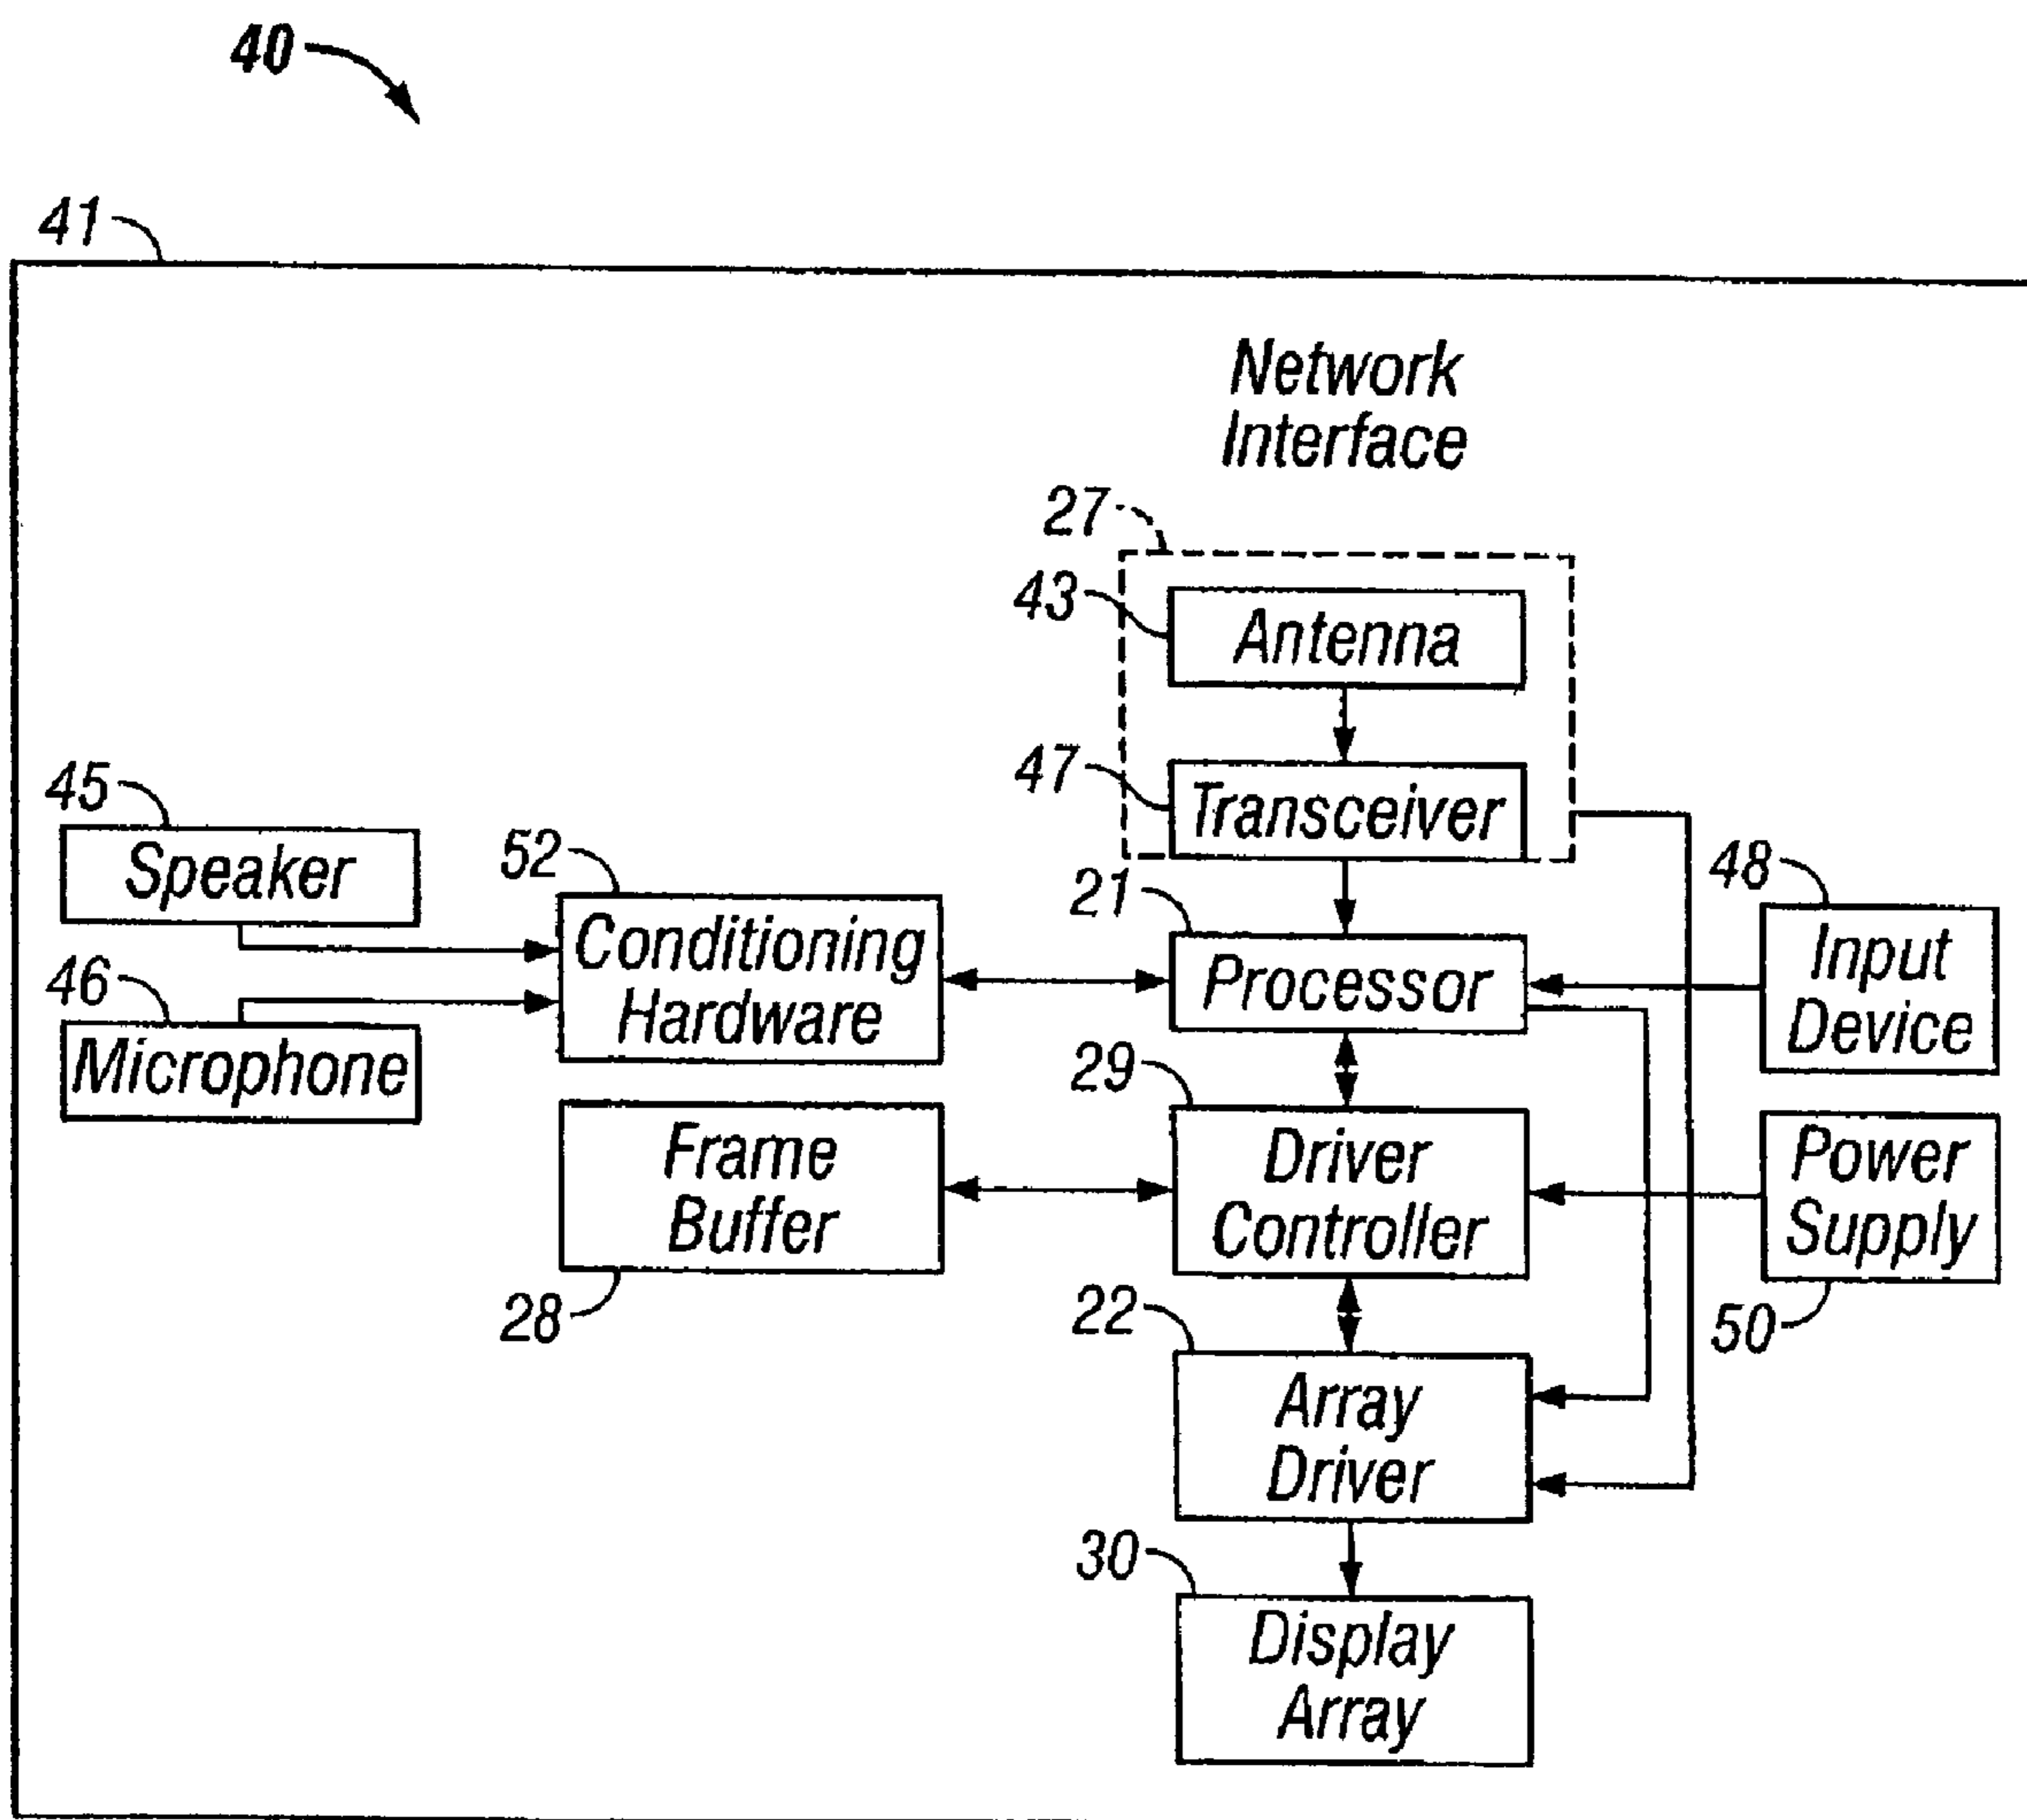 40
41
Network
Interface
27
43
Antenna
47
Transceiver
45
Speaker
52
Conditioning
Hardware
21
Processor
48
Input
Device
46
Microphone
29
Driver
Controller
Frame
Buffer
28
Power
Supply
50
22
Array
Driver
30
Display
Array